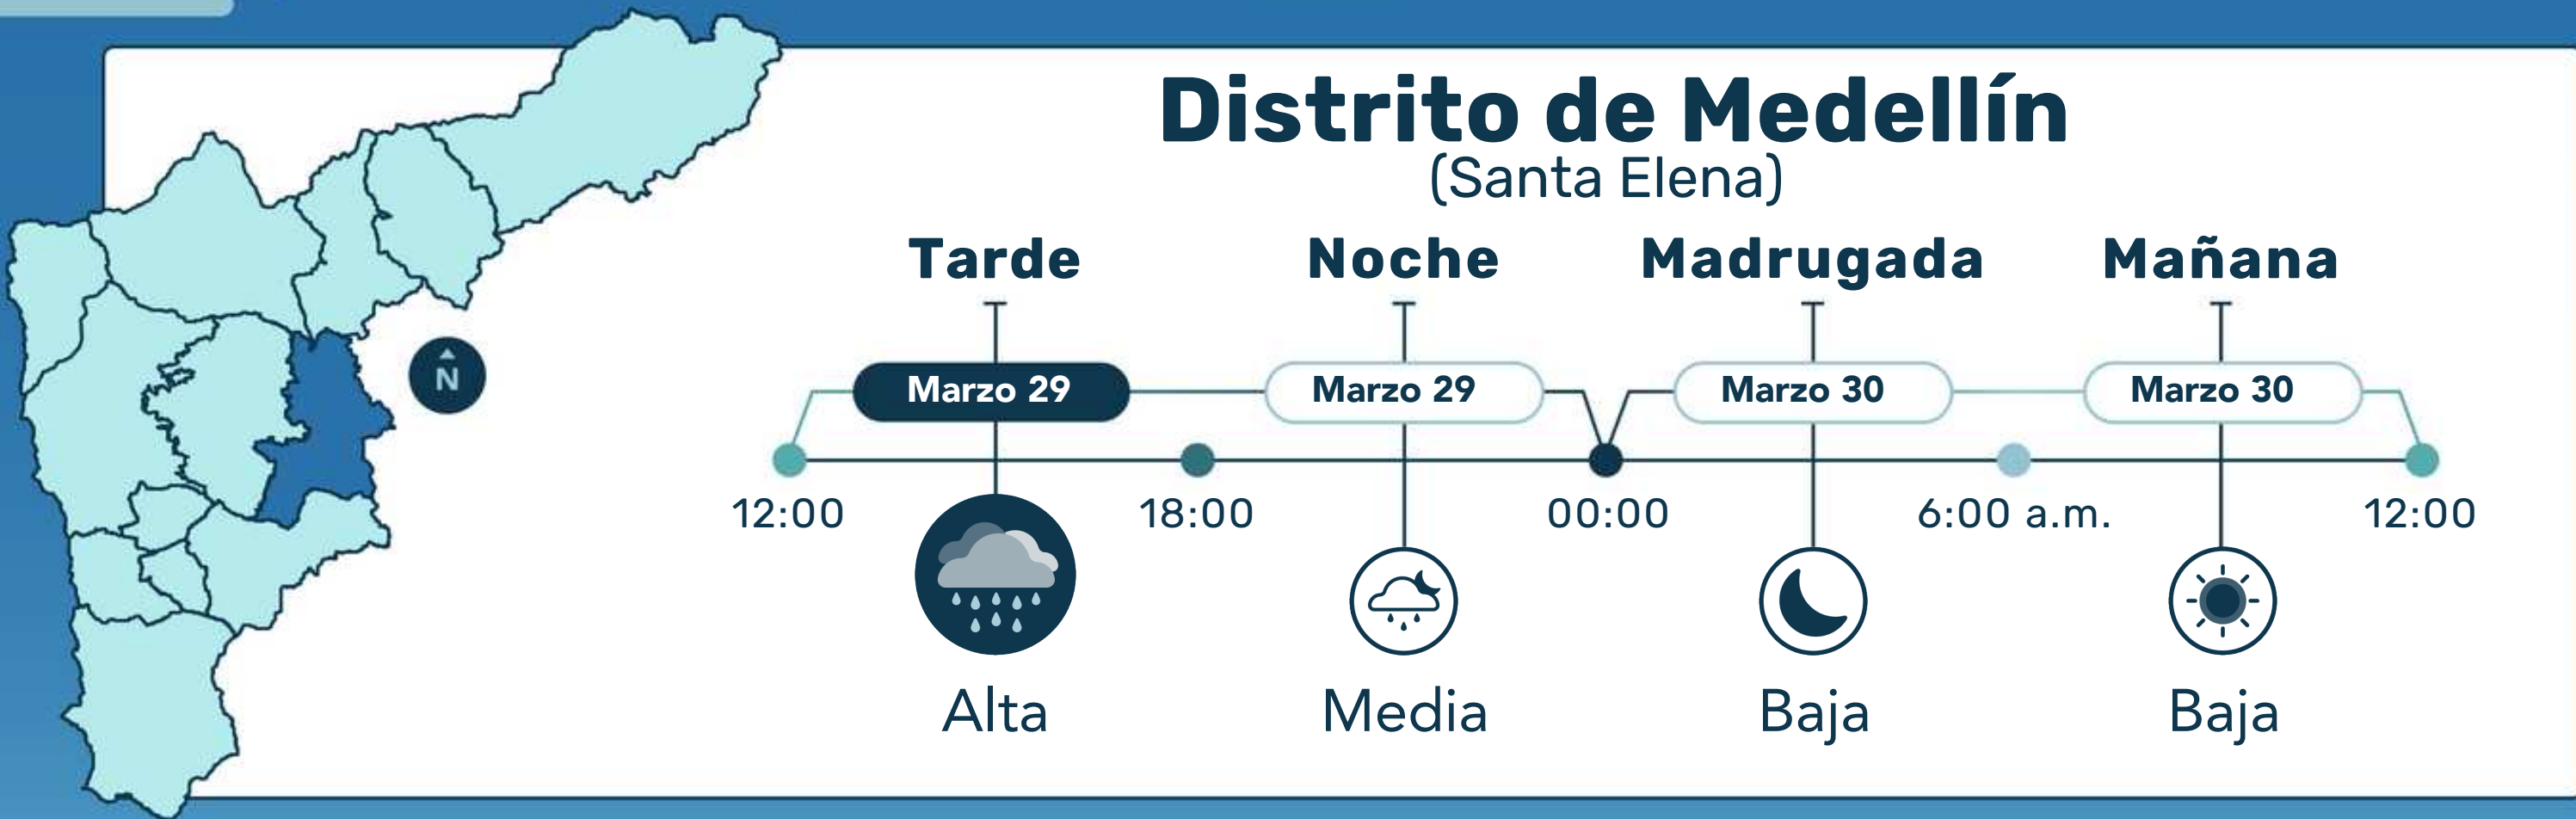 Distrito de Medellín
(Santa Elena)
Tarde Noche Madrugada Mañana
N
Marzo 29 Marzo 29 Marzo 30 Marzo 30
12:00 18:00 00:00 6:00 a.m. 12:00
Alta Media Baja Baja